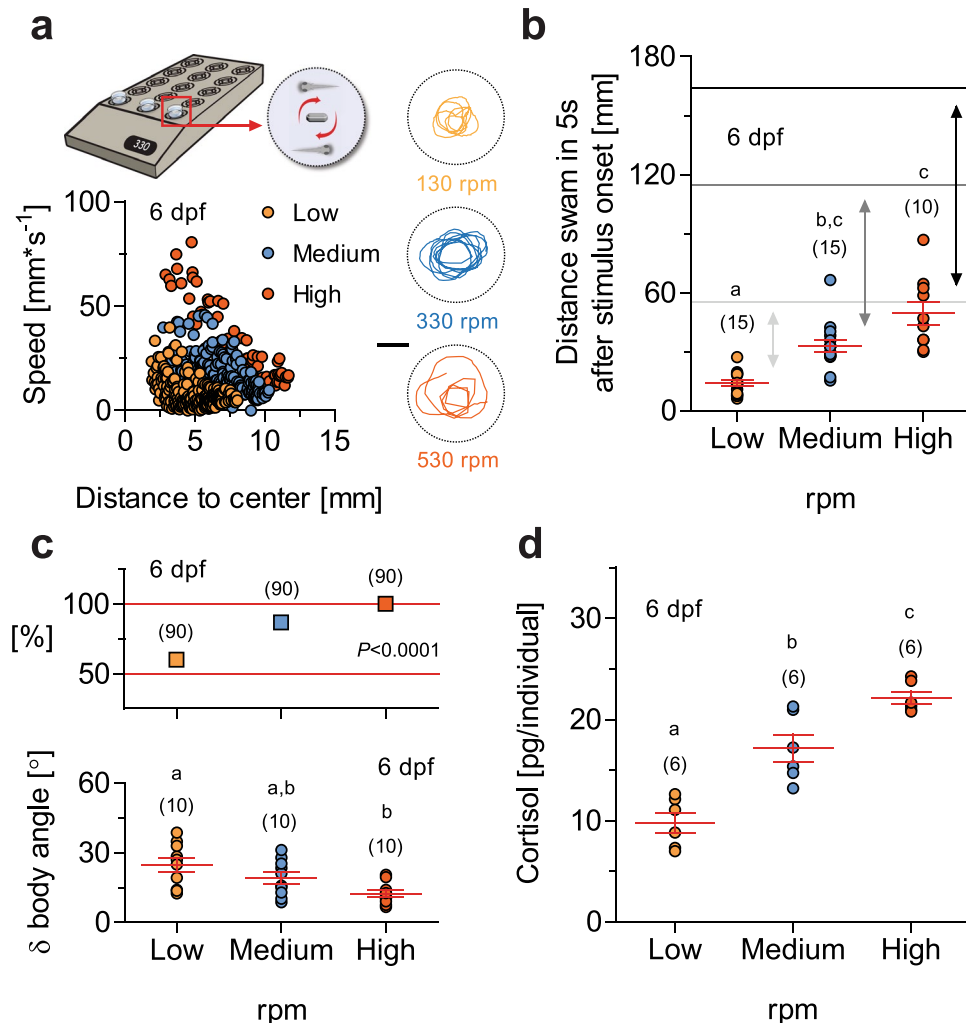 a
330
130 rpm
330 rpm
530 rpm
6 dpf
Low
Medium
High
Speed [mm*s-1]
100
50
0
0 5 10 15
Distance to center [mm]
b
Distance swam in 5s
after stimulus onset [mm]
180
120
60
0
6 dpf
a
(15)
b,c
(15)
c
(10)
Low Medium High
rpm
c
6 dpf
[%]
100
50
(90)
(90)
(90)
P<0.0001
δ body angle [°]
60
30
0
6 dpf
a
(10)
a,b
(10)
b
(10)
Low Medium High
rpm
d
Cortisol [pg/individual]
30
20
10
0
6 dpf
a
(6)
b
(6)
c
(6)
Low Medium High
rpm